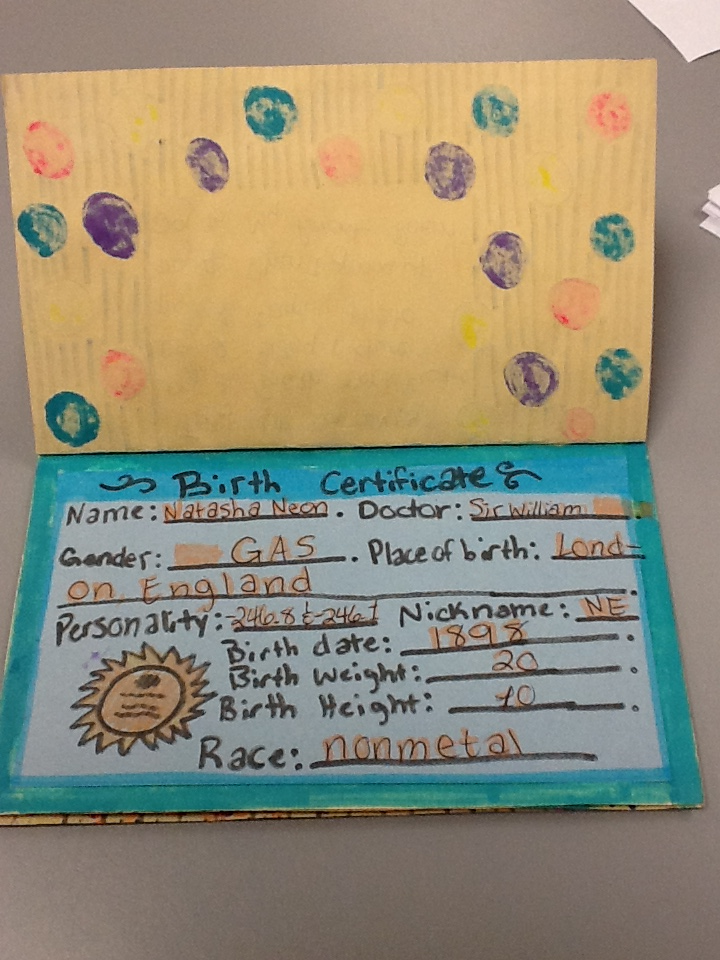 Birth Certificate
Name: Natasha Neon. Doctor: Sir William.
Gender: GAS. Place of birth: Lond-
on, England.
Personality: -246.8 & -246.1 Nickname: NE
Birth date: 1898.
Birth Weight: 20.
Birth Height: 10.
Race: nonmetal